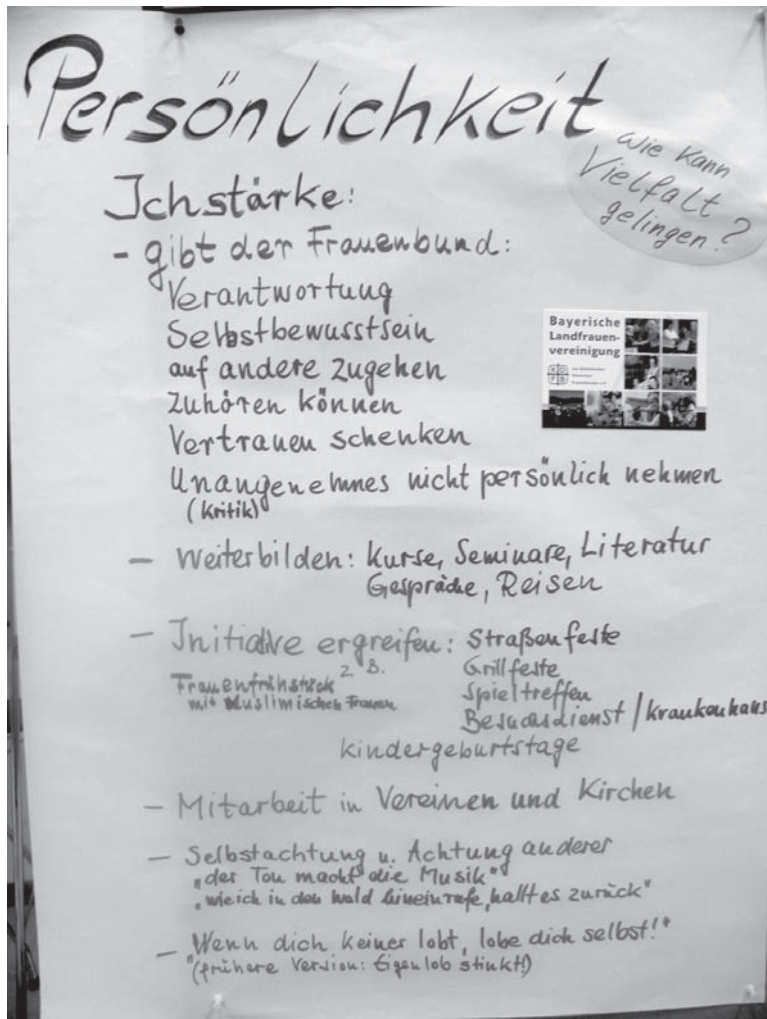 Persönlichkeit
Wie kann
Vielfalt
gelingen?
Ichstärke:
- gibt der Frauenbund:
Verantwortung
Selbstbewusstsein
auf andere zugehen
Zuhören können
Vertrauen schenken
Unangenehmes nicht persönlich nehmen
(Kritik)
Bayerische
Landfrauen-
vereinigung
- Weiterbilden: Kurse, Seminare, Literatur
Gespräche, Reisen
- Initiative ergreifen: Straßenfeste
z.B. Grillfeste
Frauenfrühstück Spieltreffen
mit Muslimischen Frauen Besuchsdienst / Krankenhaus
Kindergeburtstage
- Mitarbeit in Vereinen und Kirchen
- Selbstachtung u. Achtung anderer
"der Ton macht die Musik"
"wie ich in den Wald hineinrufe, hallt es zurück"
- "Wenn dich keiner lobt, lobe dich selbst!"
(frühere Version: Eigenlob stinkt!)